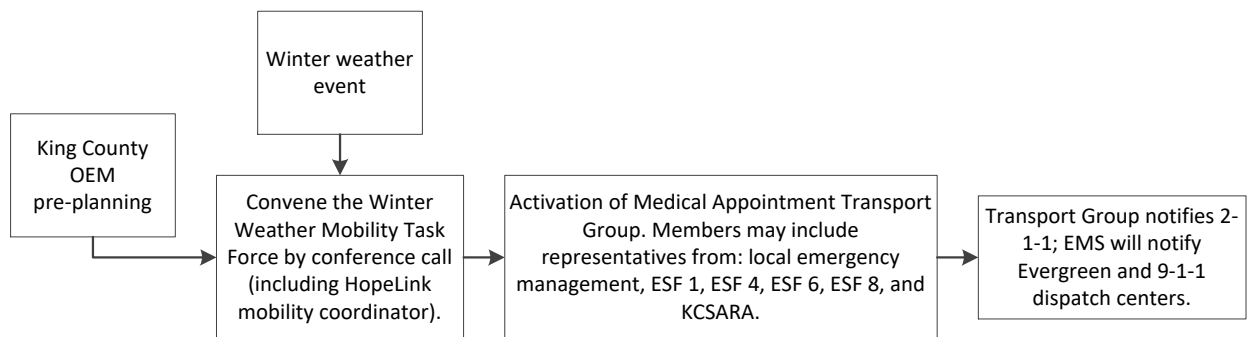 Winter weather
event
King County
OEM
pre-planning
Convene the Winter
Weather Mobility Task
Force by conference call
(including HopeLink
mobility coordinator).
Activation of Medical Appointment Transport
Group. Members may include
representatives from: local emergency
management, ESF 1, ESF 4, ESF 6, ESF 8, and
KCSARA.
Transport Group notifies 2-
1-1; EMS will notify
Evergreen and 9-1-1
dispatch centers.